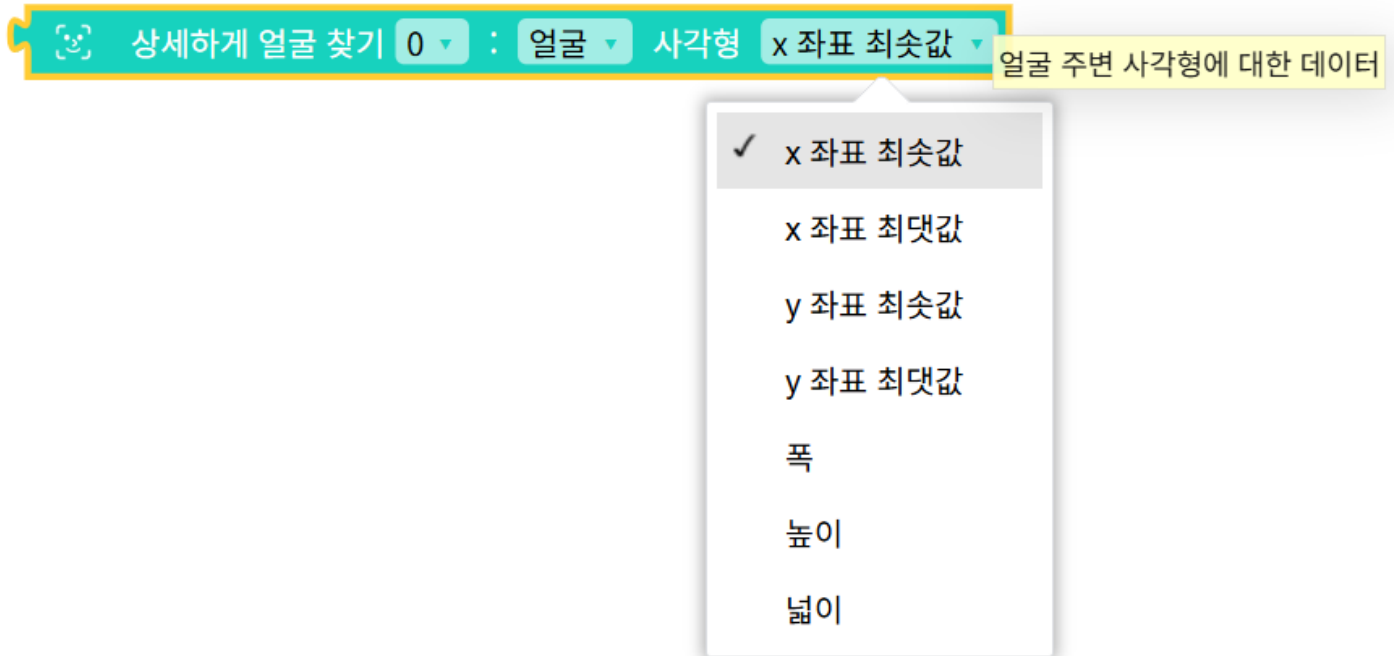 상세하게 얼굴 찾기 0 : 얼굴 사각형 x 좌표 최솟값
얼굴 주변 사각형에 대한 데이터
x 좌표 최솟값
x 좌표 최댓값
y 좌표 최솟값
y 좌표 최댓값
폭
높이
넓이